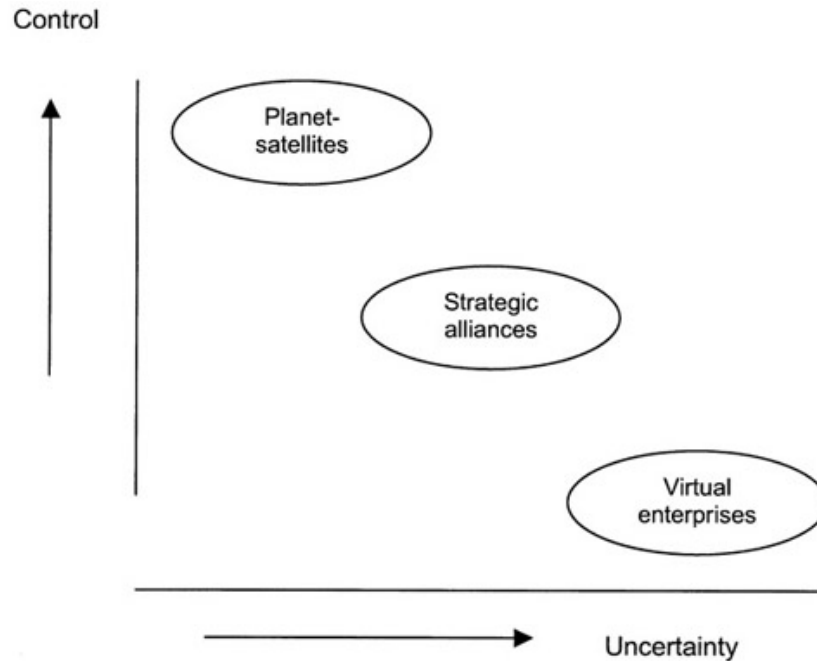 Control
Planet-
satellites
Strategic
alliances
Virtual
enterprises
Uncertainty